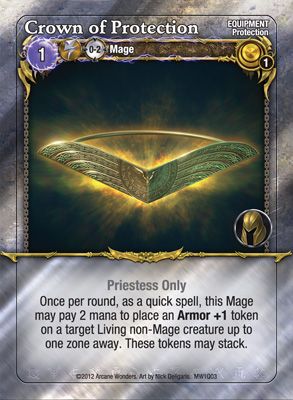 Crown of Protection
EQUIPMENT
Protection
1
0-2
Mage
1
Priestess Only
Once per round, as a quick spell, this Mage
may pay 2 mana to place an Armor +1 token
on a target Living non-Mage creature up to
one zone away. These tokens may stack.
©2012 Arcane Wonders. Art by Nick Deligaris. MW1Q03